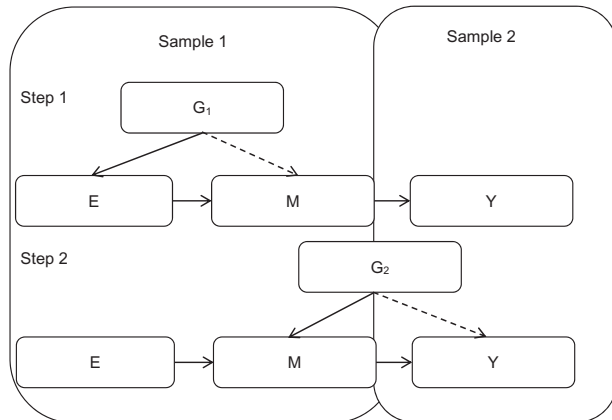 Sample 1
Sample 2
Step 1
G₁
E
M
Y
Step 2
G₂
E
M
Y